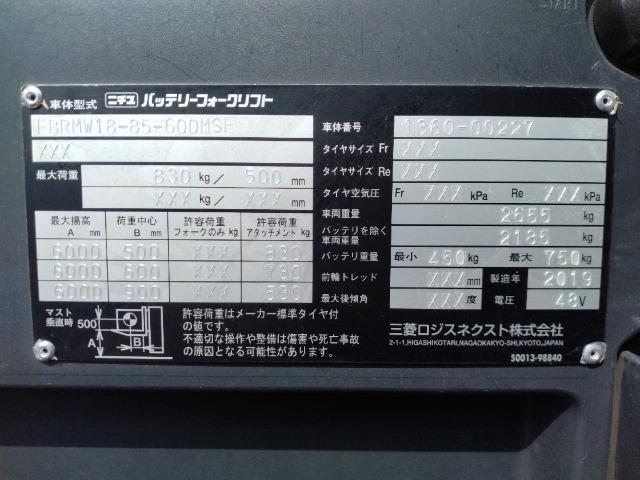 START
車体型式 ニチユ バッテリーフォークリフト
FBRMW18-85-600MSF
XXX
最大荷重 830 kg / 500 mm
XXX kg / XXX mm
最大揚高 A mm 荷重中心 B mm 許容荷重 フォークのみ kg 許容荷重 アタッチメント kg
6000 500 XXX 830
6000 600 XXX 730
6000 900 XXX 530
マスト垂直時 500 A B
許容荷重はメーカー標準タイヤ付
の値です。
不適切な操作や整備は傷害や死亡事故
の原因となる可能性があります。
車体番号 1360-00227
タイヤサイズ Fr XXX
タイヤサイズ Re XXX
タイヤ空気圧 Fr XXX kPa Re XXX kPa
車両重量 2655 kg
バッテリを除く
車両重量 2185 kg
バッテリ重量 最小 450 kg 最大 750 kg
前輪トレッド XXX mm 製造年 2019
最大後傾角 XXX 度 電圧 48V
三菱ロジスネクスト株式会社
2-1-1,HIGASHIKOTARI,NAGAOKAKYO-SHI,KYOTO,JAPAN
50013-98840